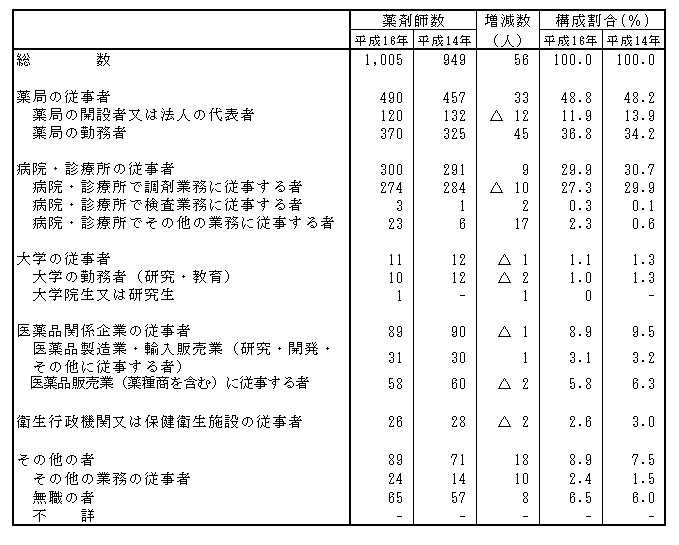 薬剤師数 増減数 構成割合(%)
平成16年 平成14年 (人) 平成16年 平成14年
総 数 1,005 949 56 100.0 100.0
薬局の従事者 490 457 33 48.8 48.2
薬局の開設者又は法人の代表者 120 132 △ 12 11.9 13.9
薬局の勤務者 370 325 45 36.8 34.2
病院・診療所の従事者 300 291 9 29.9 30.7
病院・診療所で調剤業務に従事する者 274 284 △ 10 27.3 29.9
病院・診療所で検査業務に従事する者 3 1 2 0.3 0.1
病院・診療所でその他の業務に従事する者 23 6 17 2.3 0.6
大学の従事者 11 12 △ 1 1.1 1.3
大学の勤務者(研究・教育) 10 12 △ 2 1.0 1.3
大学院生又は研究生 1 - 1 0 -
医薬品関係企業の従事者 89 90 △ 1 8.9 9.5
医薬品製造業・輸入販売業(研究・開発・
その他に従事する者) 31 30 1 3.1 3.2
医薬品販売業(薬種商を含む)に従事する者 58 60 △ 2 5.8 6.3
衛生行政機関又は保健衛生施設の従事者 26 28 △ 2 2.6 3.0
その他の者 89 71 18 8.9 7.5
その他の業務の従事者 24 14 10 2.4 1.5
無職の者 65 57 8 6.5 6.0
不 詳 - - - - -